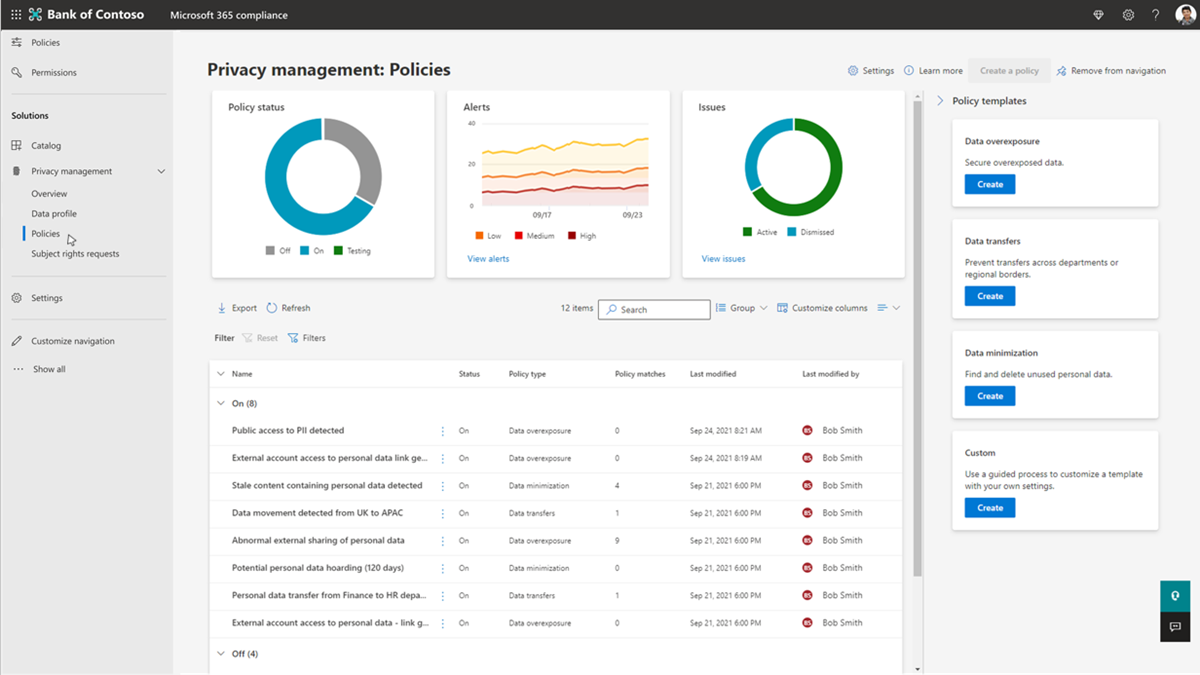 Bank of Contoso
Microsoft 365 compliance
?
Policies
Permissions
Solutions
Catalog
Privacy management
Overview
Data profile
Policies
Subject rights requests
Settings
Customize navigation
Show all
Privacy management: Policies
Settings
Learn more
Create a policy
Remove from navigation
Policy status
Off On Testing
Alerts
40
20
0
09/17 09/23
Low Medium High
View alerts
Issues
Active Dismissed
View issues
Export
Refresh
12 items
Search
Group
Customize columns
Filter
Reset
Filters
Name Status Policy type Policy matches Last modified Last modified by
On (8)
Public access to PII detected On Data overexposure 0 Sep 24, 2021 8:21 AM BS Bob Smith
External account access to personal data link ge... On Data overexposure 0 Sep 24, 2021 8:19 AM BS Bob Smith
Stale content containing personal data detected On Data minimization 4 Sep 21, 2021 6:00 PM BS Bob Smith
Data movement detected from UK to APAC On Data transfers 1 Sep 21, 2021 6:00 PM BS Bob Smith
Abnormal external sharing of personal data On Data overexposure 9 Sep 21, 2021 6:00 PM BS Bob Smith
Potential personal data hoarding (120 days) On Data minimization 0 Sep 21, 2021 6:00 PM BS Bob Smith
Personal data transfer from Finance to HR depa... On Data transfers 1 Sep 21, 2021 6:00 PM BS Bob Smith
External account access to personal data - link g... On Data overexposure 0 Sep 21, 2021 6:00 PM BS Bob Smith
Off (4)
Policy templates
Data overexposure
Secure overexposed data.
Create
Data transfers
Prevent transfers across departments or
regional borders.
Create
Data minimization
Find and delete unused personal data.
Create
Custom
Use a guided process to customize a template
with your own settings.
Create